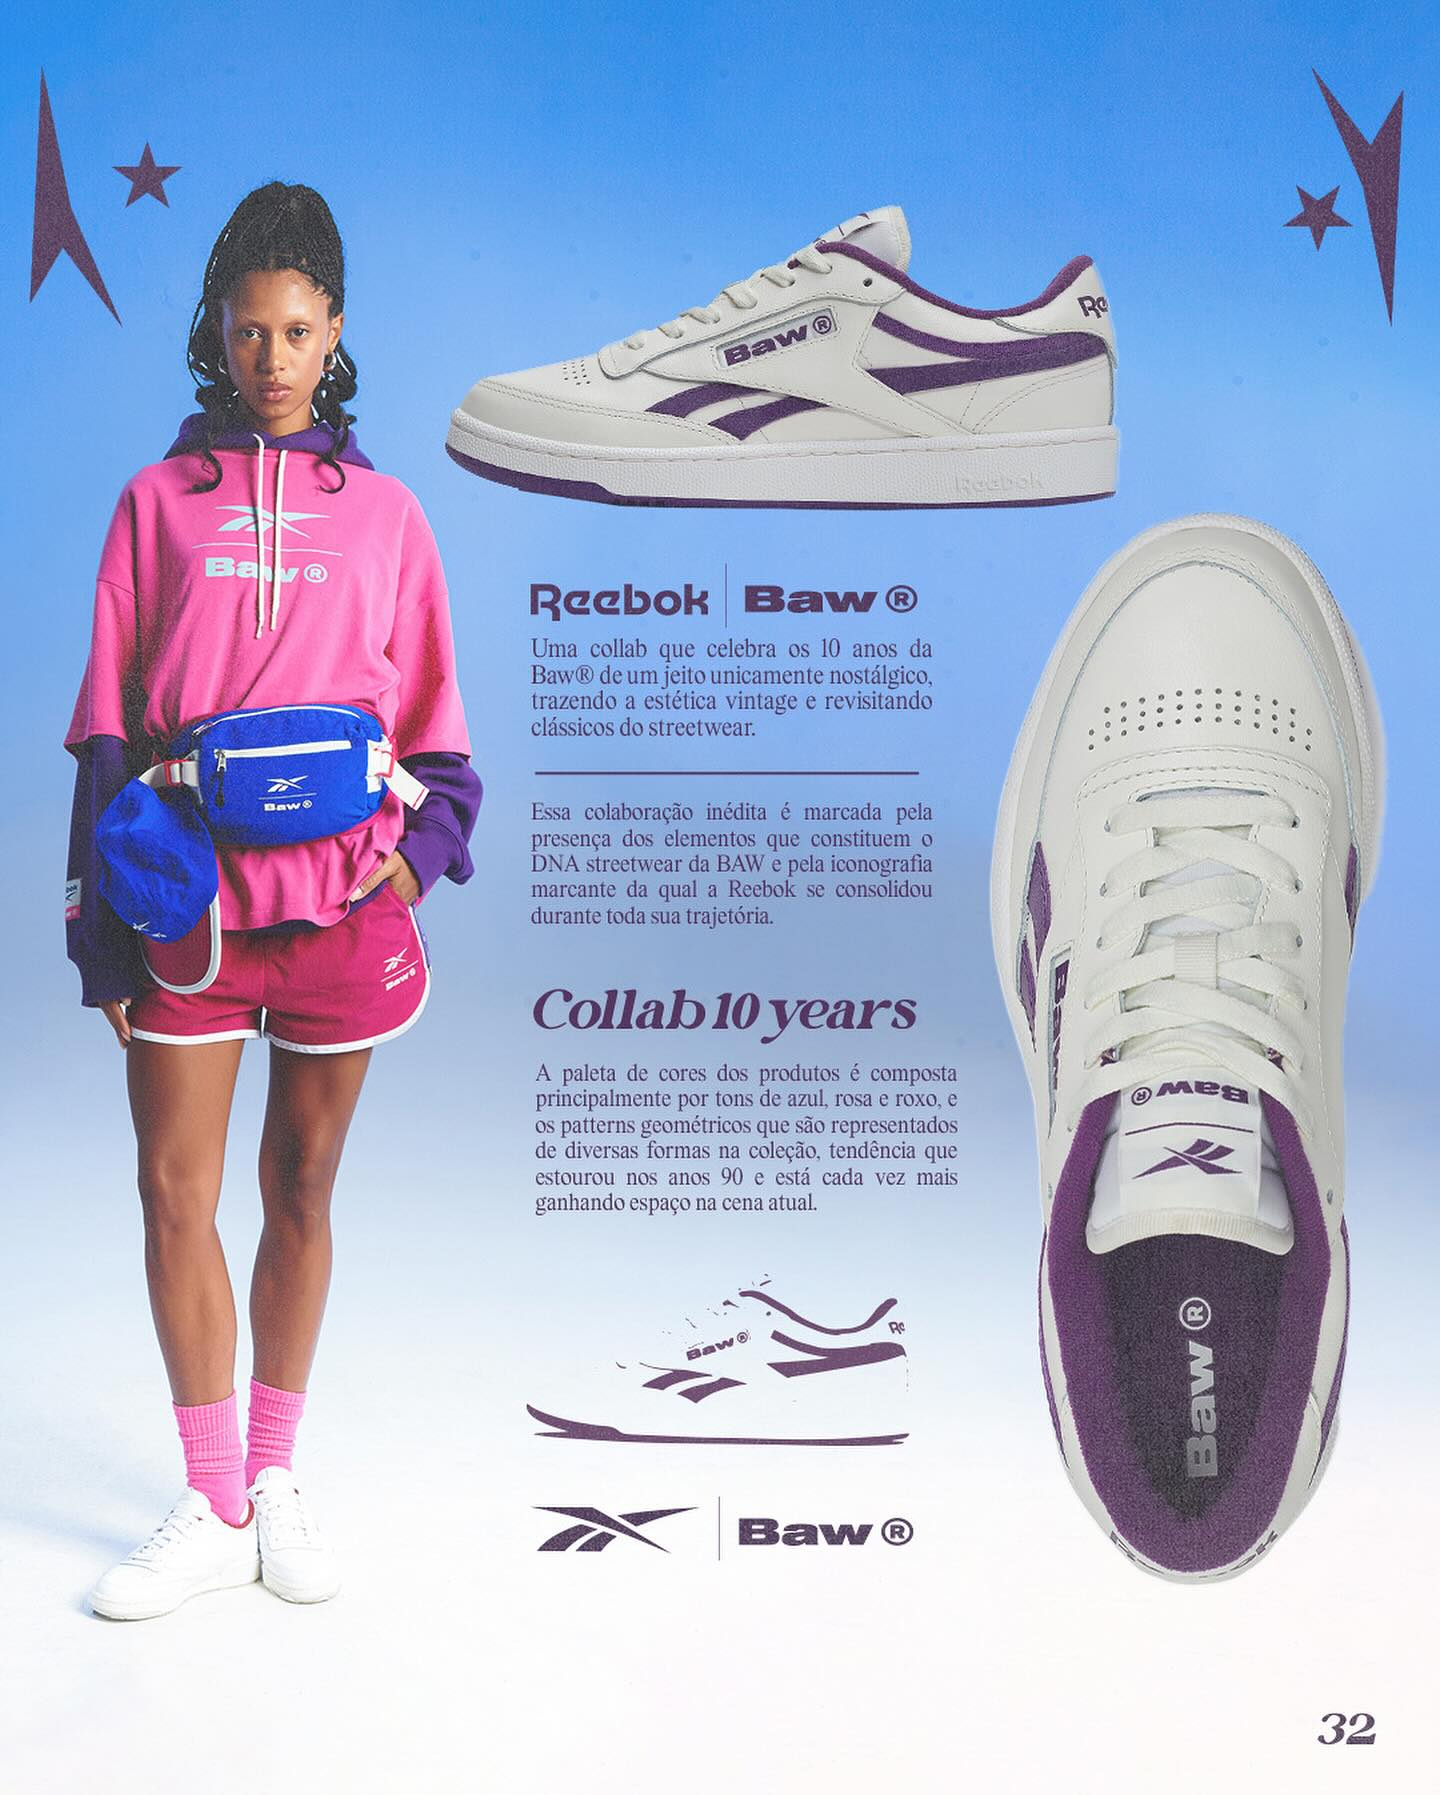 Baw®
Ree
Reebok
Baw®
Reebok | Baw®
Uma collab que celebra os 10 anos da
Baw® de um jeito unicamente nostálgico,
trazendo a estética vintage e revisitando
clássicos do streetwear.
Baw®
Essa colaboração inédita é marcada pela
presença dos elementos que constituem o
DNA streetwear da BAW e pela iconografia
marcante da qual a Reebok se consolidou
durante toda sua trajetória.
Baw®
Collab 10 years
A paleta de cores dos produtos é composta
principalmente por tons de azul, rosa e roxo, e
os patterns geométricos que são representados
de diversas formas na coleção, tendência que
estourou nos anos 90 e está cada vez mais
ganhando espaço na cena atual.
Baw
Baw®
Baw®
Baw®
Re
Baw®
32